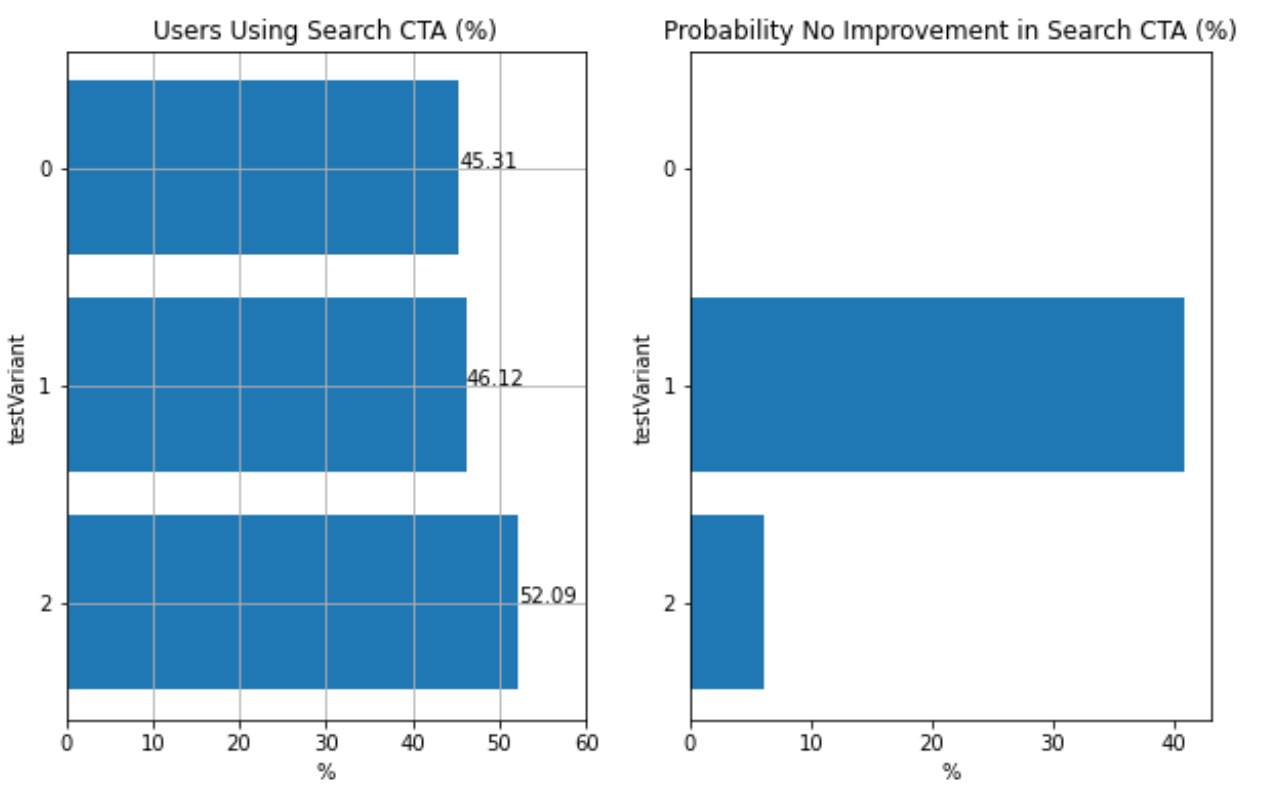 Users Using Search CTA (%)
testVariant
0
45.31
1
46.12
2
52.09
0 10 20 30 40 50 60
%
Probability No Improvement in Search CTA (%)
testVariant
0
1
2
0 10 20 30 40
%